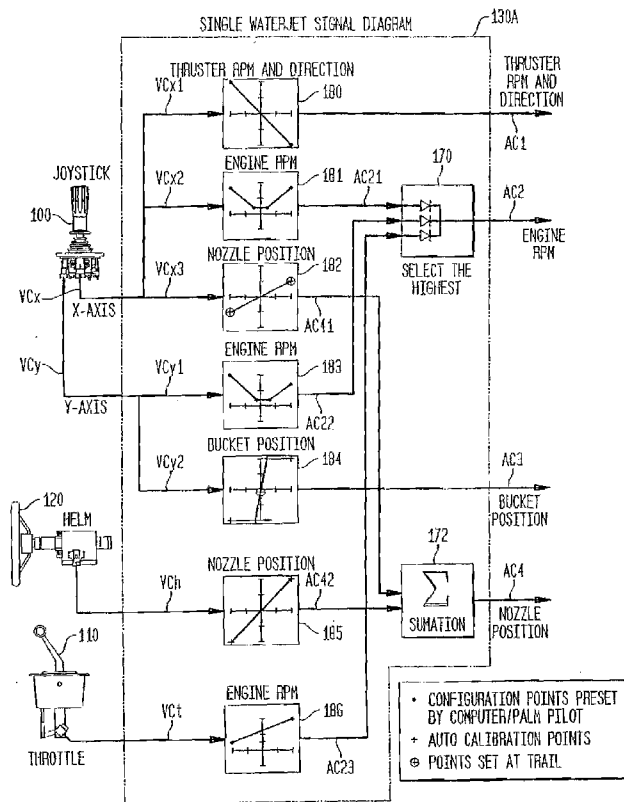 SINGLE WATERJET SIGNAL DIAGRAM
130A
THRUSTER RPM AND DIRECTION
VCx1
180
THRUSTER
RPM AND
DIRECTION
AC1
JOYSTICK
100
ENGINE RPM
VCx2
181
AC21
170
AC2
ENGINE
RPM
SELECT THE
HIGHEST
NOZZLE POSITION
VCx3
182
VCx
X-AXIS
AC41
ENGINE RPM
VCy
VCy1
183
Y-AXIS
AC22
BUCKET POSITION
VCy2
184
AC3
BUCKET
POSITION
120
HELM
NOZZLE POSITION
VCh
AC42
185
172
Σ
SUMATION
AC4
NOZZLE
POSITION
110
THROTTLE
ENGINE RPM
VCt
186
AC23
• CONFIGURATION POINTS PRESET
BY COMPUTER/PALM PILOT
+ AUTO CALIBRATION POINTS
⊕ POINTS SET AT TRAIL